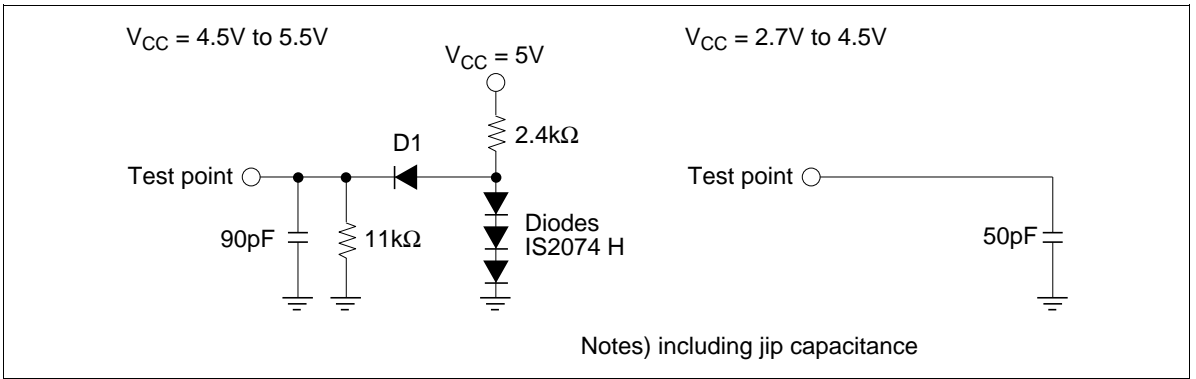 V_CC = 4.5V to 5.5V
V_CC = 2.7V to 4.5V
V_CC = 5V
2.4kΩ
D1
Test point
90pF
11kΩ
Diodes
IS2074 H
Test point
50pF
Notes) including jip capacitance